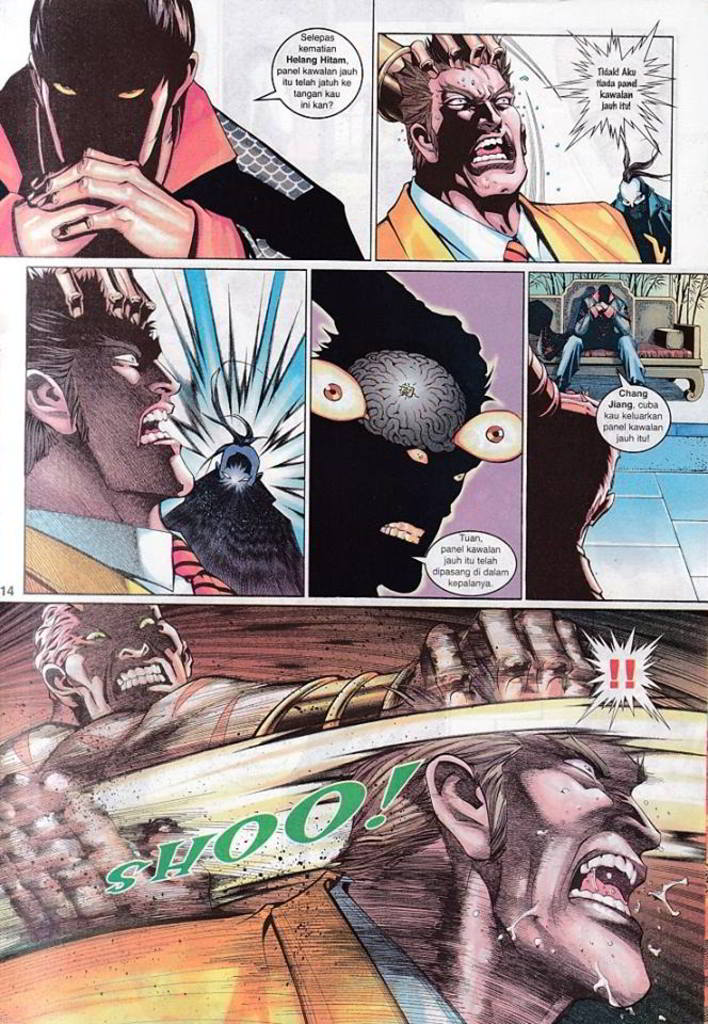 Selepas
kematian
Helang Hitam,
panel kawalan jauh
itu telah jatuh ke
tangan kau
ini kan?
Tidak! Aku
tiada panel
kawalan
jauh itu!
Tuan,
panel kawalan
jauh itu telah
dipasang di dalam
kepalanya.
Chang
Jiang, cuba
kau keluarkan
panel kawalan
jauh itu!
14
!!
SHOO!